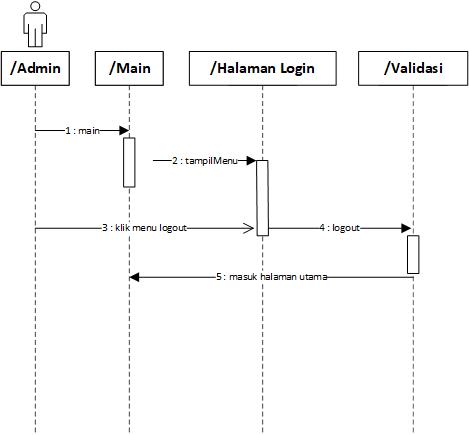 /Admin
/Main
/Halaman Login
/Validasi
1 : main
2 : tampilMenu
3 : klik menu logout
4 : logout
5 : masuk halaman utama